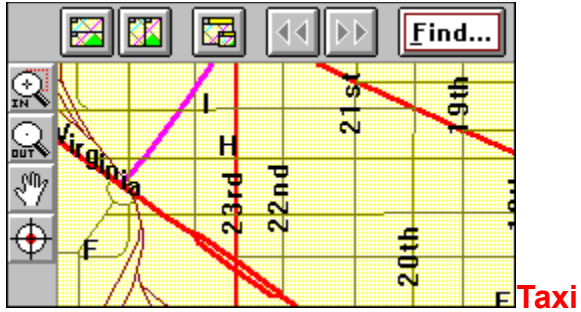 Find...
IN
OUT
Virginia
I
H
F
23rd
22nd
21st
20th
19th
E
Taxi